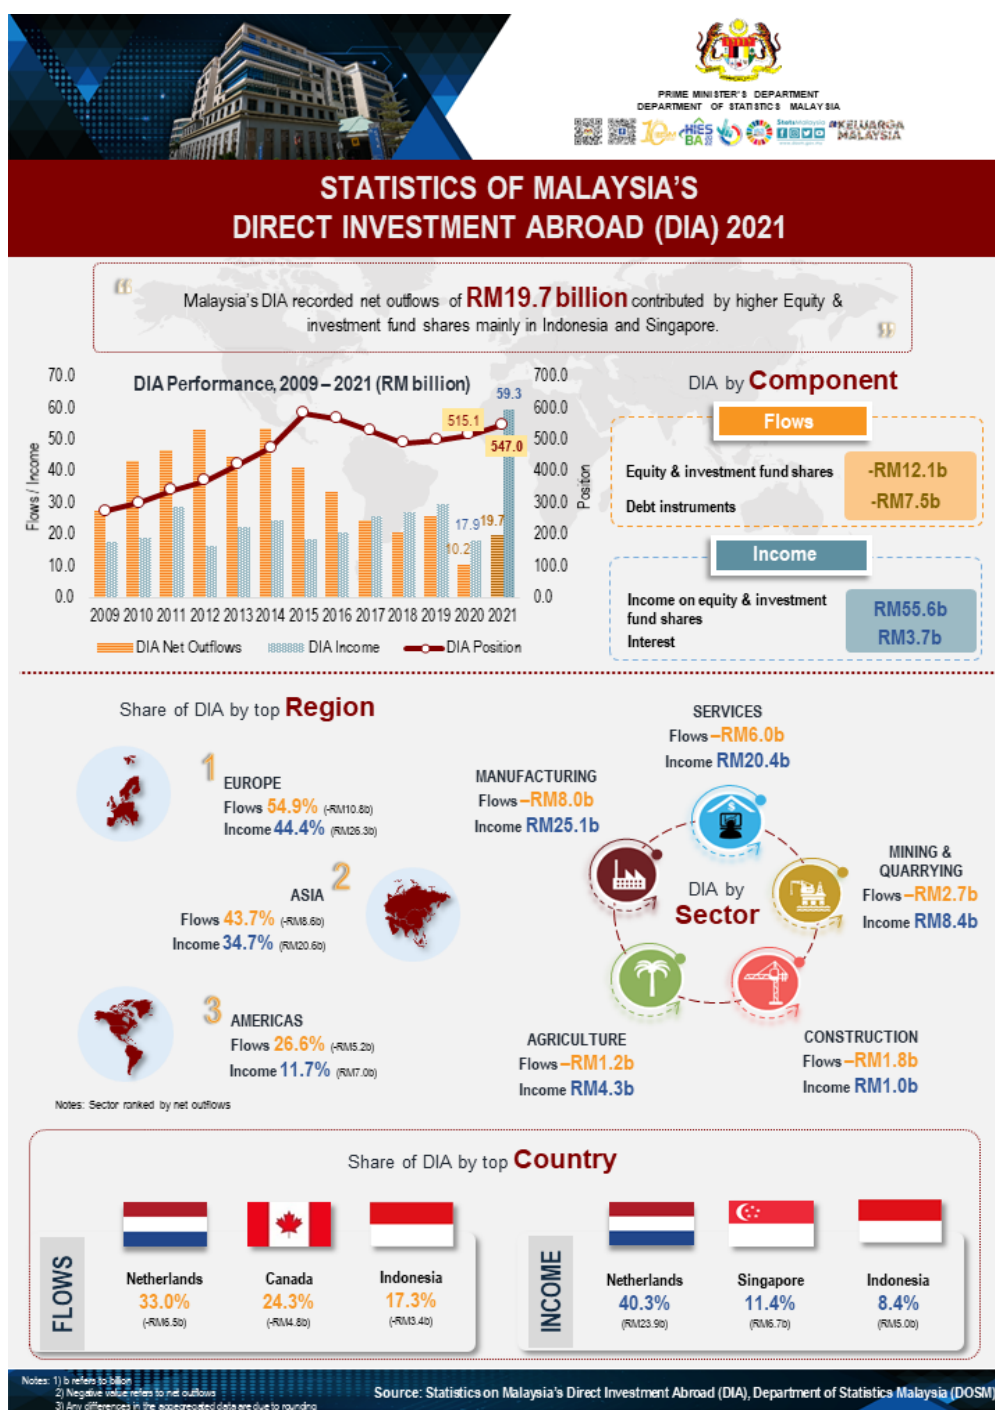 PRIME MINISTER'S DEPARTMENT
DEPARTMENT OF STATISTICS MALAYSIA
StatsMalaysia
#KELUARGA
MALAYSIA
STATISTICS OF MALAYSIA'S
DIRECT INVESTMENT ABROAD (DIA) 2021
Malaysia's DIA recorded net outflows of RM19.7 billion contributed by higher Equity &
investment fund shares mainly in Indonesia and Singapore.
DIA Performance, 2009 – 2021 (RM billion)
70.0
60.0
50.0
40.0
30.0
20.0
10.0
0.0
Flows / Income
700.0
600.0
500.0
400.0
300.0
200.0
100.0
0.0
Position
59.3
515.1
547.0
17.9
19.7
10.2
2009 2010 2011 2012 2013 2014 2015 2016 2017 2018 2019 2020 2021
DIA Net Outflows
DIA Income
DIA Position
DIA by Component
Flows
Equity & investment fund shares -RM12.1b
Debt instruments -RM7.5b
Income
Income on equity & investment
fund shares RM55.6b
Interest RM3.7b
Share of DIA by top Region
1
EUROPE
Flows 54.9% (-RM10.8b)
Income 44.4% (RM26.3b)
2
ASIA
Flows 43.7% (-RM8.6b)
Income 34.7% (RM20.6b)
3
AMERICAS
Flows 26.6% (-RM5.2b)
Income 11.7% (RM7.0b)
Notes: Sector ranked by net outflows
DIA by
Sector
SERVICES
Flows –RM6.0b
Income RM20.4b
MANUFACTURING
Flows –RM8.0b
Income RM25.1b
MINING &
QUARRYING
Flows –RM2.7b
Income RM8.4b
AGRICULTURE
Flows –RM1.2b
Income RM4.3b
CONSTRUCTION
Flows –RM1.8b
Income RM1.0b
Share of DIA by top Country
FLOWS
Netherlands
33.0%
(-RM6.5b)
Canada
24.3%
(-RM4.8b)
Indonesia
17.3%
(-RM3.4b)
INCOME
Netherlands
40.3%
(RM23.9b)
Singapore
11.4%
(RM6.7b)
Indonesia
8.4%
(RM5.0b)
Notes: 1) b refers to billion
2) Negative value refers to net outflows
3) Any differences in the aggregated data are due to rounding
Source: Statistics on Malaysia's Direct Investment Abroad (DIA), Department of Statistics Malaysia (DOSM)